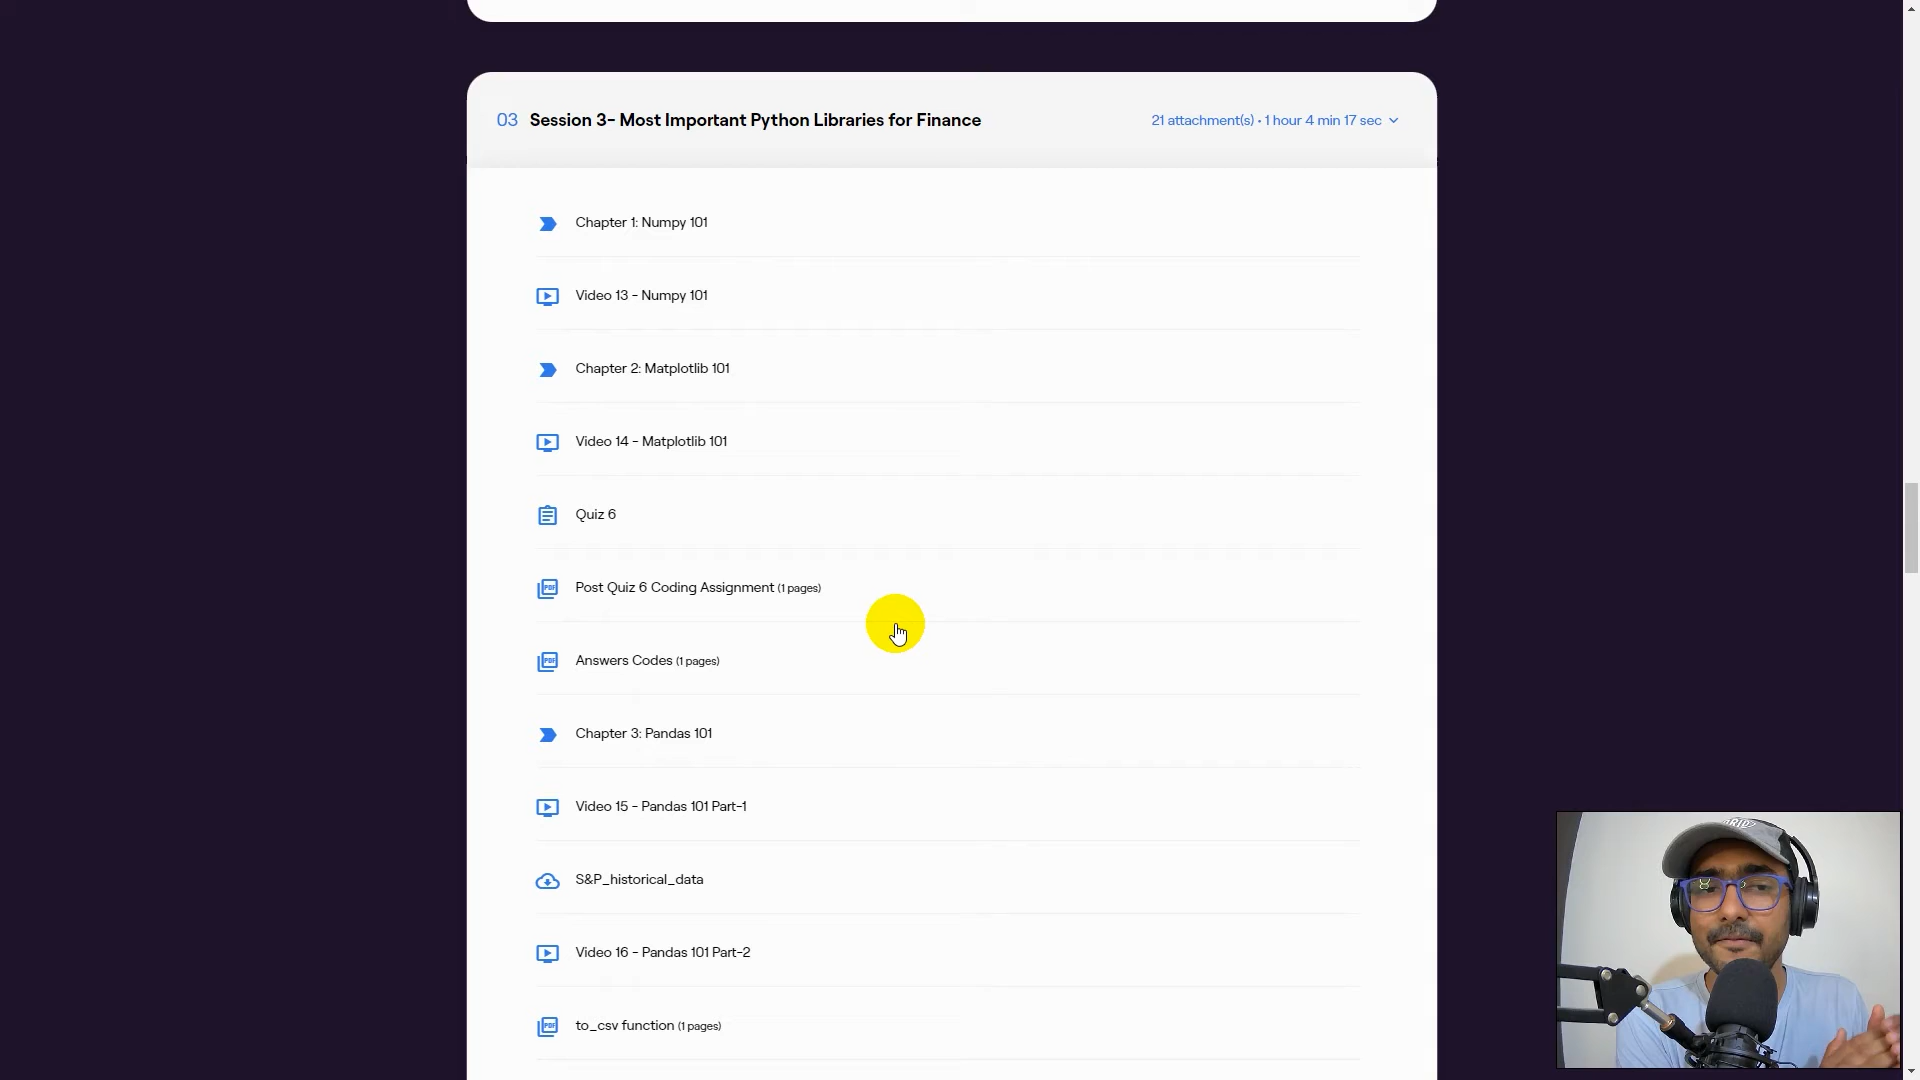 03 Session 3- Most Important Python Libraries for Finance 21 attachment(s) • 1 hour 4 min 17 sec
Chapter 1: Numpy 101
Video 13 - Numpy 101
Chapter 2: Matplotlib 101
Video 14 - Matplotlib 101
Quiz 6
PDF Post Quiz 6 Coding Assignment (1 pages)
PDF Answers Codes (1 pages)
Chapter 3: Pandas 101
Video 15 - Pandas 101 Part-1
S&P_historical_data
Video 16 - Pandas 101 Part-2
PDF to_csv function (1 pages)